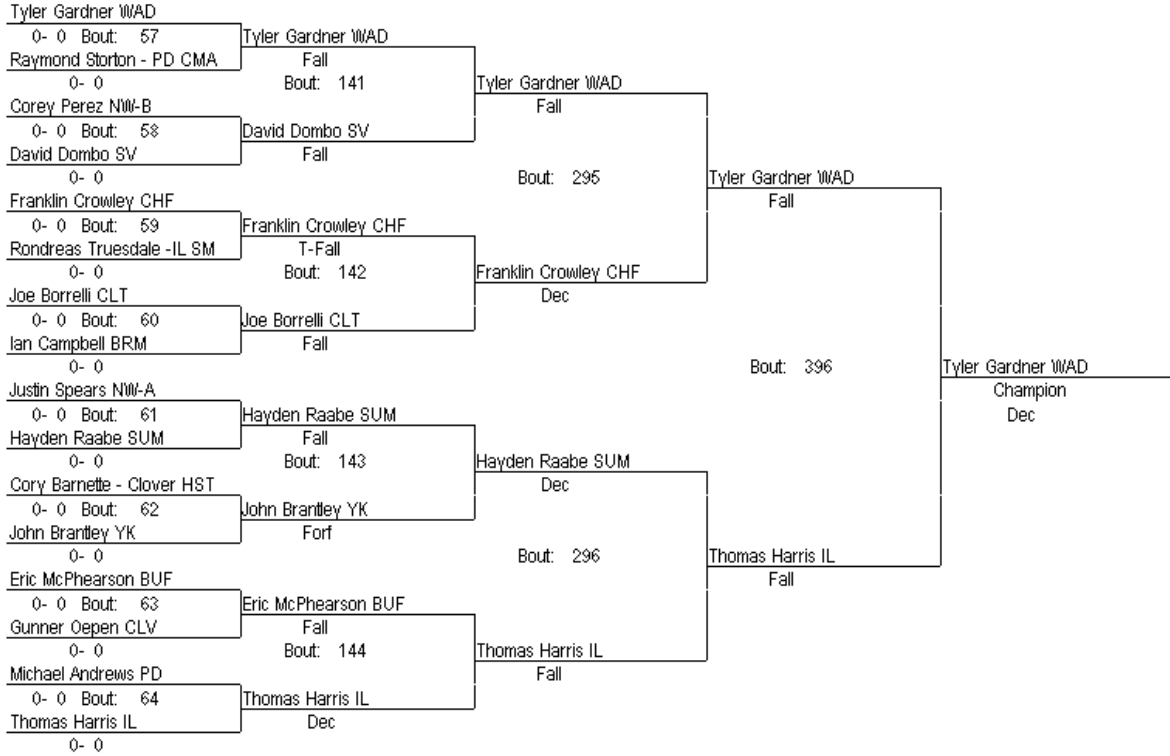 Tyler Gardner WAD
0- 0 Bout: 57
Raymond Storton - PD CMA
0- 0
Corey Perez NW-B
0- 0 Bout: 58
David Dombo SV
0- 0
Franklin Crowley CHF
0- 0 Bout: 59
Rondreas Truesdale -IL SM
0- 0
Joe Borrelli CLT
0- 0 Bout: 60
Ian Campbell BRM
0- 0
Justin Spears NW-A
0- 0 Bout: 61
Hayden Raabe SUM
0- 0
Cory Barnette - Clover HST
0- 0 Bout: 62
John Brantley YK
0- 0
Eric McPhearson BUF
0- 0 Bout: 63
Gunner Oepen CLV
0- 0
Michael Andrews PD
0- 0 Bout: 64
Thomas Harris IL
0- 0
Tyler Gardner WAD
Fall
Bout: 141
David Dombo SV
Fall
Franklin Crowley CHF
T-Fall
Bout: 142
Joe Borrelli CLT
Fall
Hayden Raabe SUM
Fall
Bout: 143
John Brantley YK
Forf
Eric McPhearson BUF
Fall
Bout: 144
Thomas Harris IL
Dec
Tyler Gardner WAD
Fall
Bout: 295
Franklin Crowley CHF
Dec
Hayden Raabe SUM
Dec
Bout: 296
Thomas Harris IL
Fall
Tyler Gardner WAD
Fall
Bout: 396
Thomas Harris IL
Fall
Tyler Gardner WAD
Champion
Dec